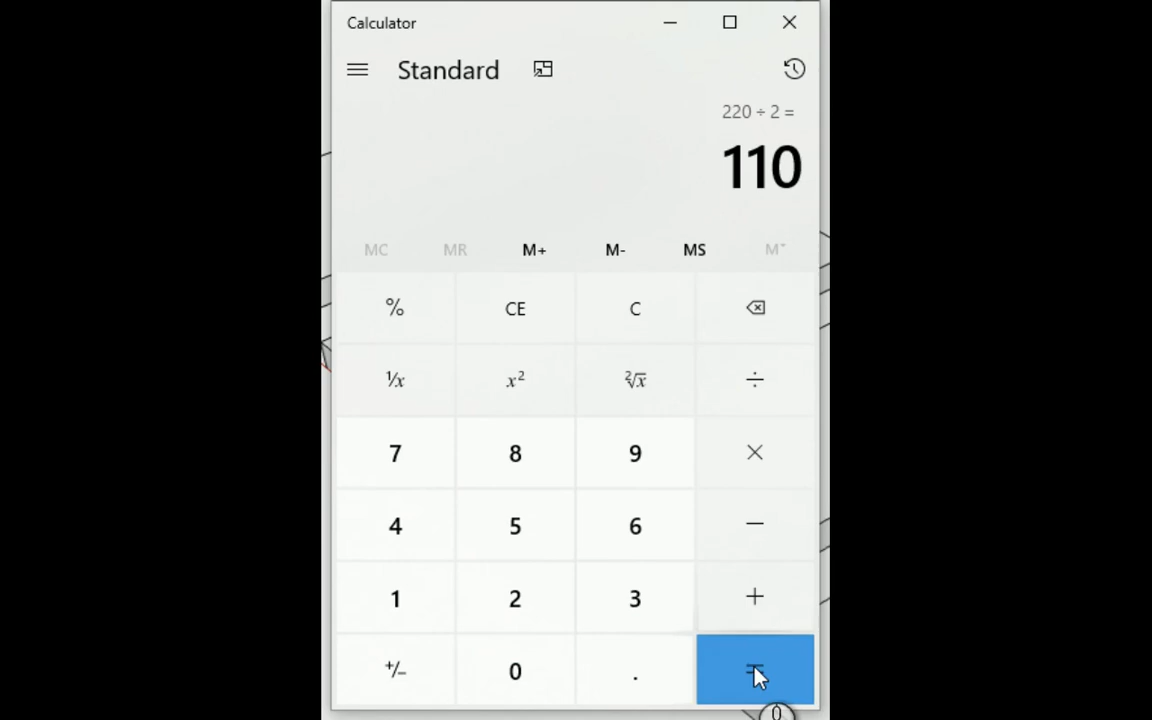 Calculator
Standard
220 ÷ 2 =
110
MC MR M+ M- MS M˅
% CE C
¹/x x² ²√x ÷
7 8 9 ×
4 5 6 −
1 2 3 +
+/− 0 . =
0